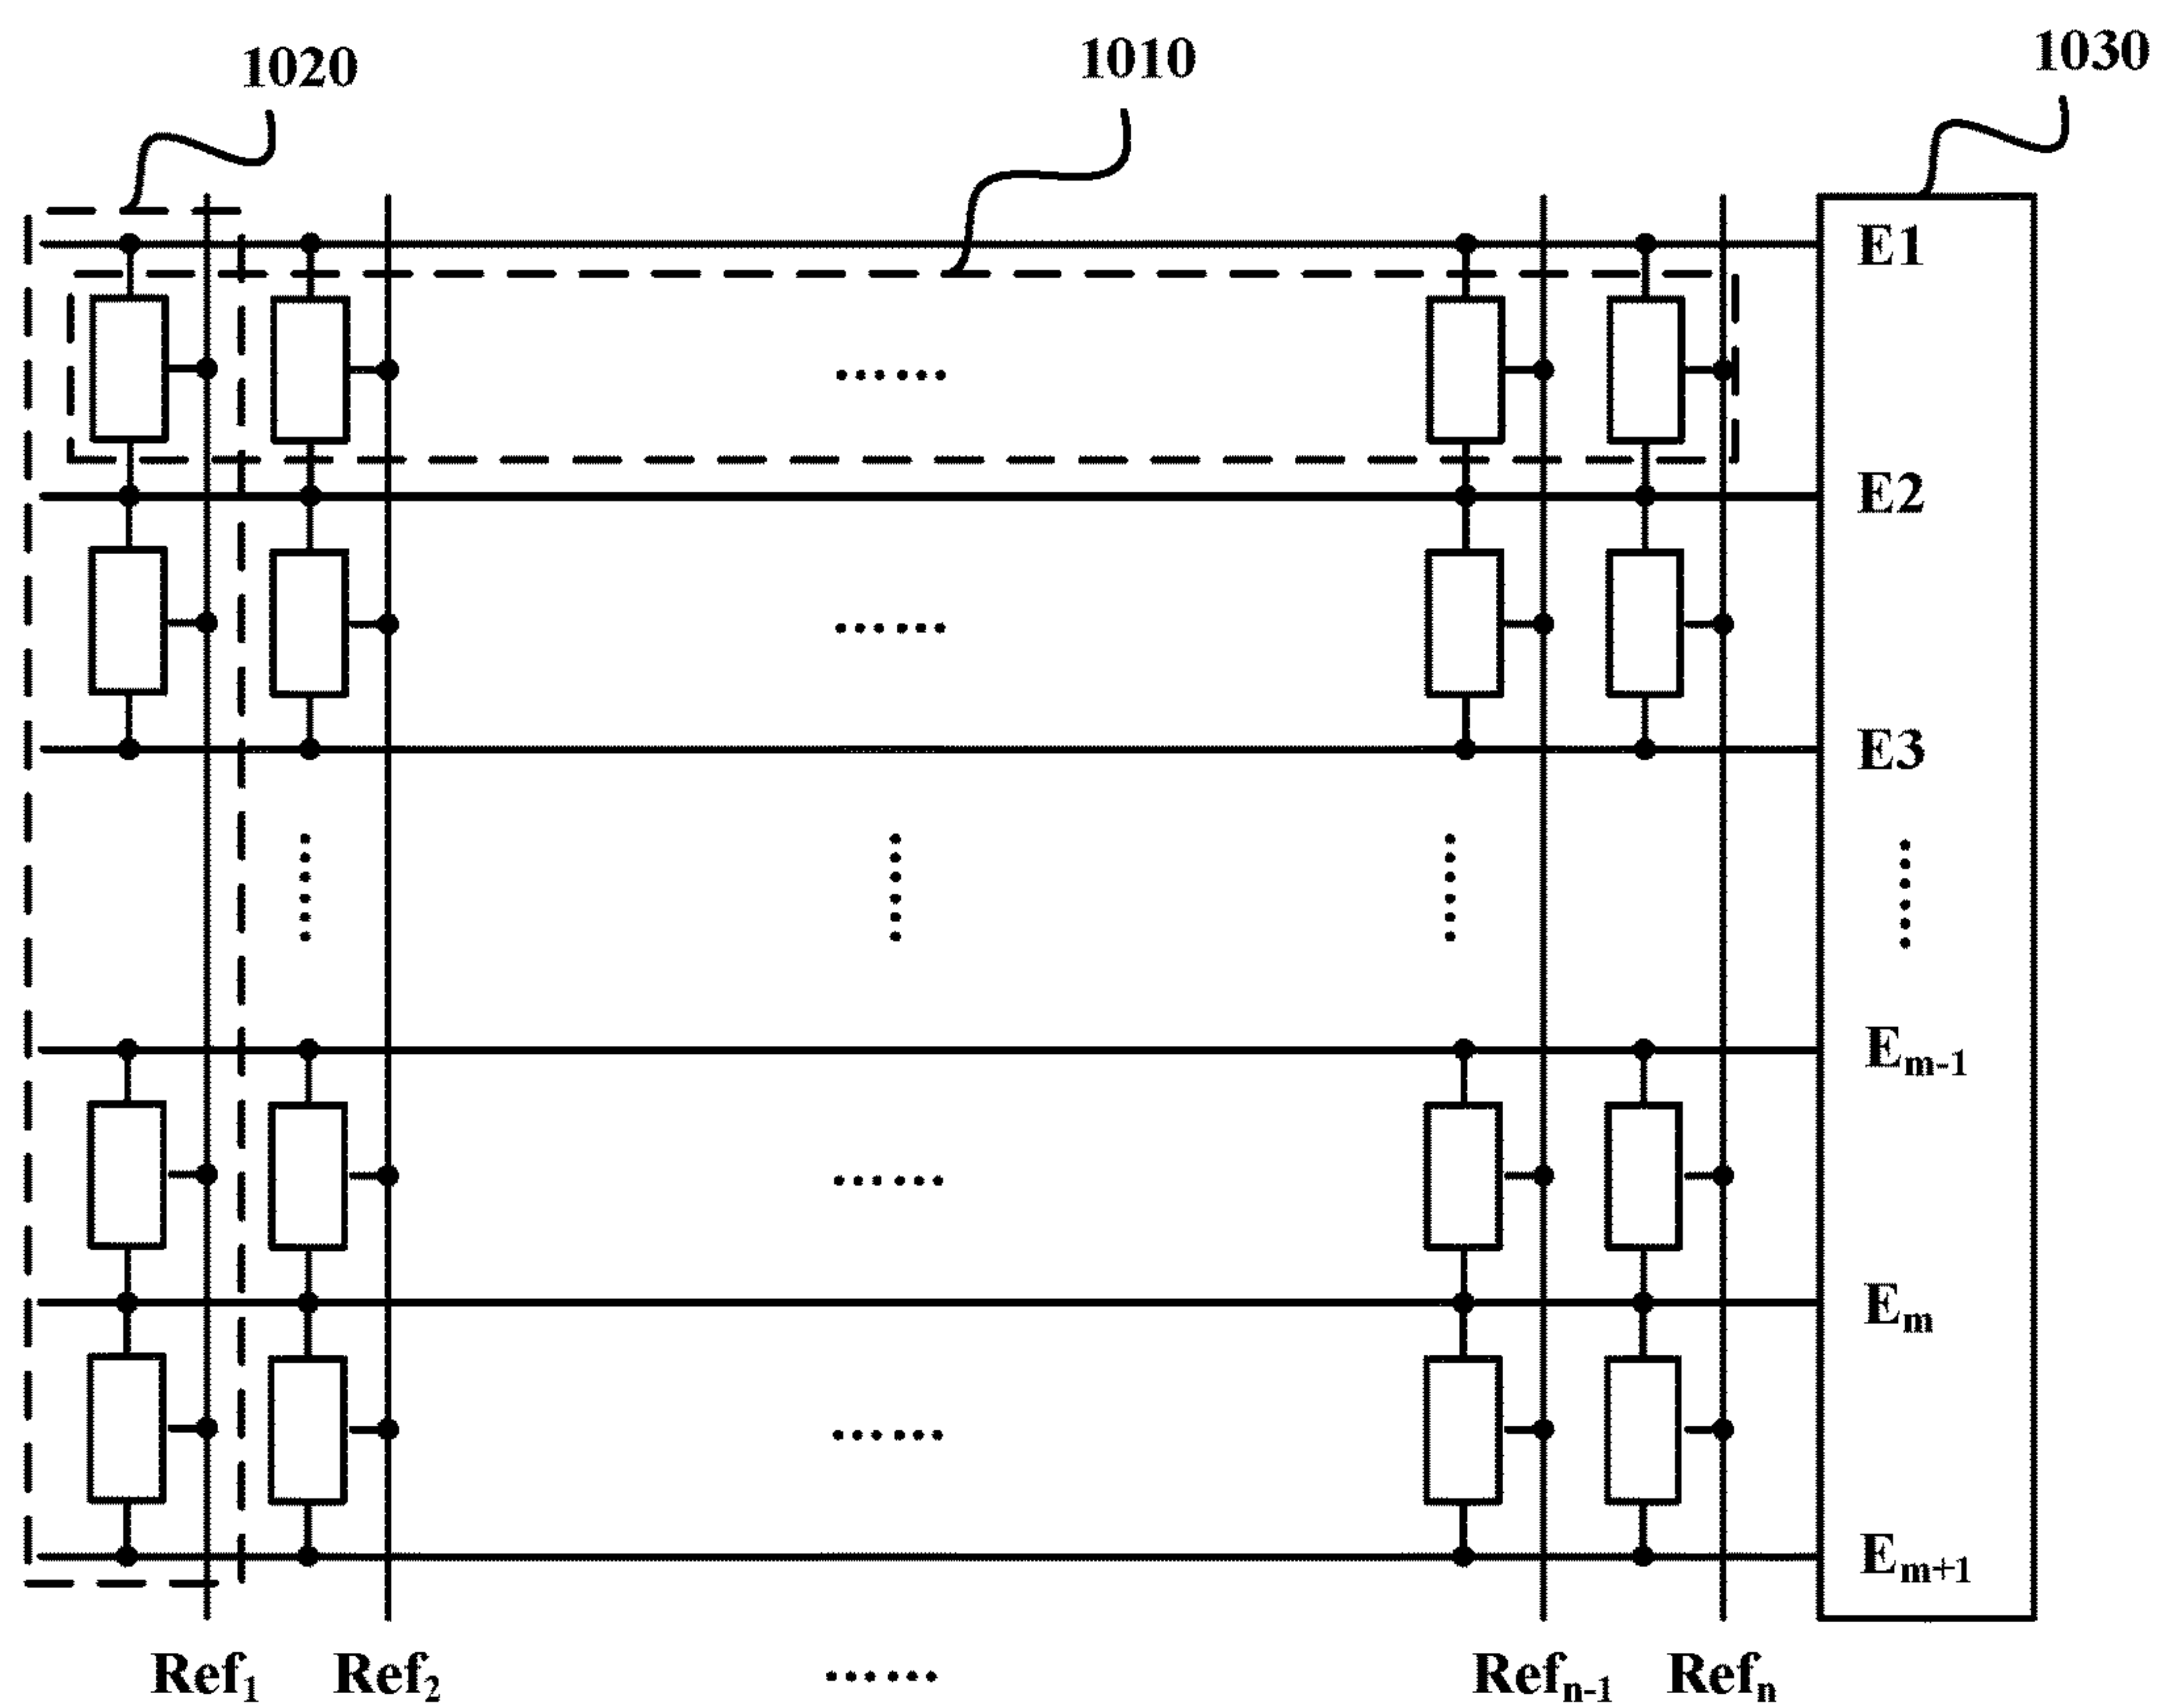 1020 1010 1030
E1
E2
E3
Eₘ₋₁
Eₘ
Eₘ₊₁
Ref₁ Ref₂ ...... Refₙ₋₁ Refₙ